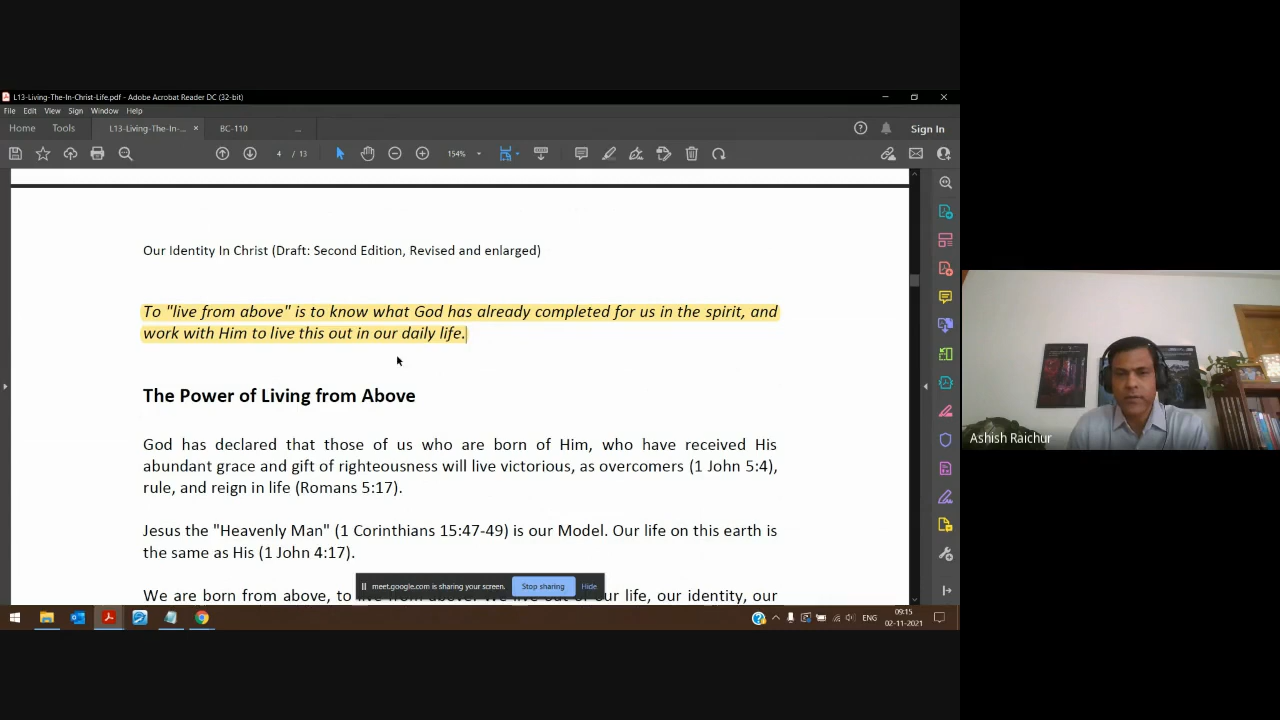 L13-Living-The-In-Christ-Life.pdf - Adobe Acrobat Reader DC (32-bit)
File Edit View Sign Window Help
Home Tools L13-Living-The-In-... × BC-110 ... Sign In
4 / 13 154%
Our Identity In Christ (Draft: Second Edition, Revised and enlarged)
To "live from above" is to know what God has already completed for us in the spirit, and
work with Him to live this out in our daily life.
The Power of Living from Above
God has declared that those of us who are born of Him, who have received His
abundant grace and gift of righteousness will live victorious, as overcomers (1 John 5:4),
rule, and reign in life (Romans 5:17).
Jesus the "Heavenly Man" (1 Corinthians 15:47-49) is our Model. Our life on this earth is
the same as His (1 John 4:17).
We are born from above, to live from above. We live out of our life, our identity, our
meet.google.com is sharing your screen. Stop sharing Hide
Ashish Raichur
ENG
09:15
02-11-2021